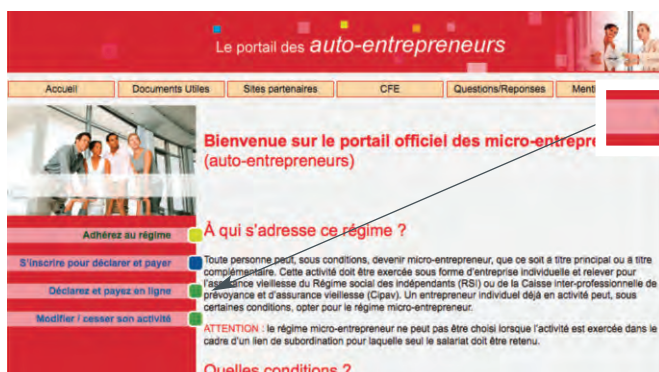 Le portail des auto-entrepreneurs
Accueil
Documents Utiles
Sites partenaires
CFE
Questions/Reponses
Bienvenue sur le portail officiel des micro-entrepre
(auto-entrepreneurs)
Adhérez au régime
S'inscrire pour déclarer et payer
Déclarez et payez en ligne
Modifier / cesser son activité
À qui s'adresse ce régime ?
Toute personne peut, sous conditions, devenir micro-entrepreneur, que ce soit à titre principal ou à titre
complémentaire. Cette activité doit être exercée sous forme d'entreprise individuelle et relever pour
l'assurance vieillesse du Régime social des indépendants (RSI) ou de la Caisse inter-professionnelle de
prévoyance et d'assurance vieillesse (Cipav). Un entrepreneur individuel déjà en activité peut, sous
certaines conditions, opter pour le régime micro-entrepreneur.
ATTENTION : le régime micro-entrepreneur ne peut pas être choisi lorsque l'activité est exercée dans le
cadre d'un lien de subordination pour laquelle seul le salariat doit être retenu.
Quelles conditions ?